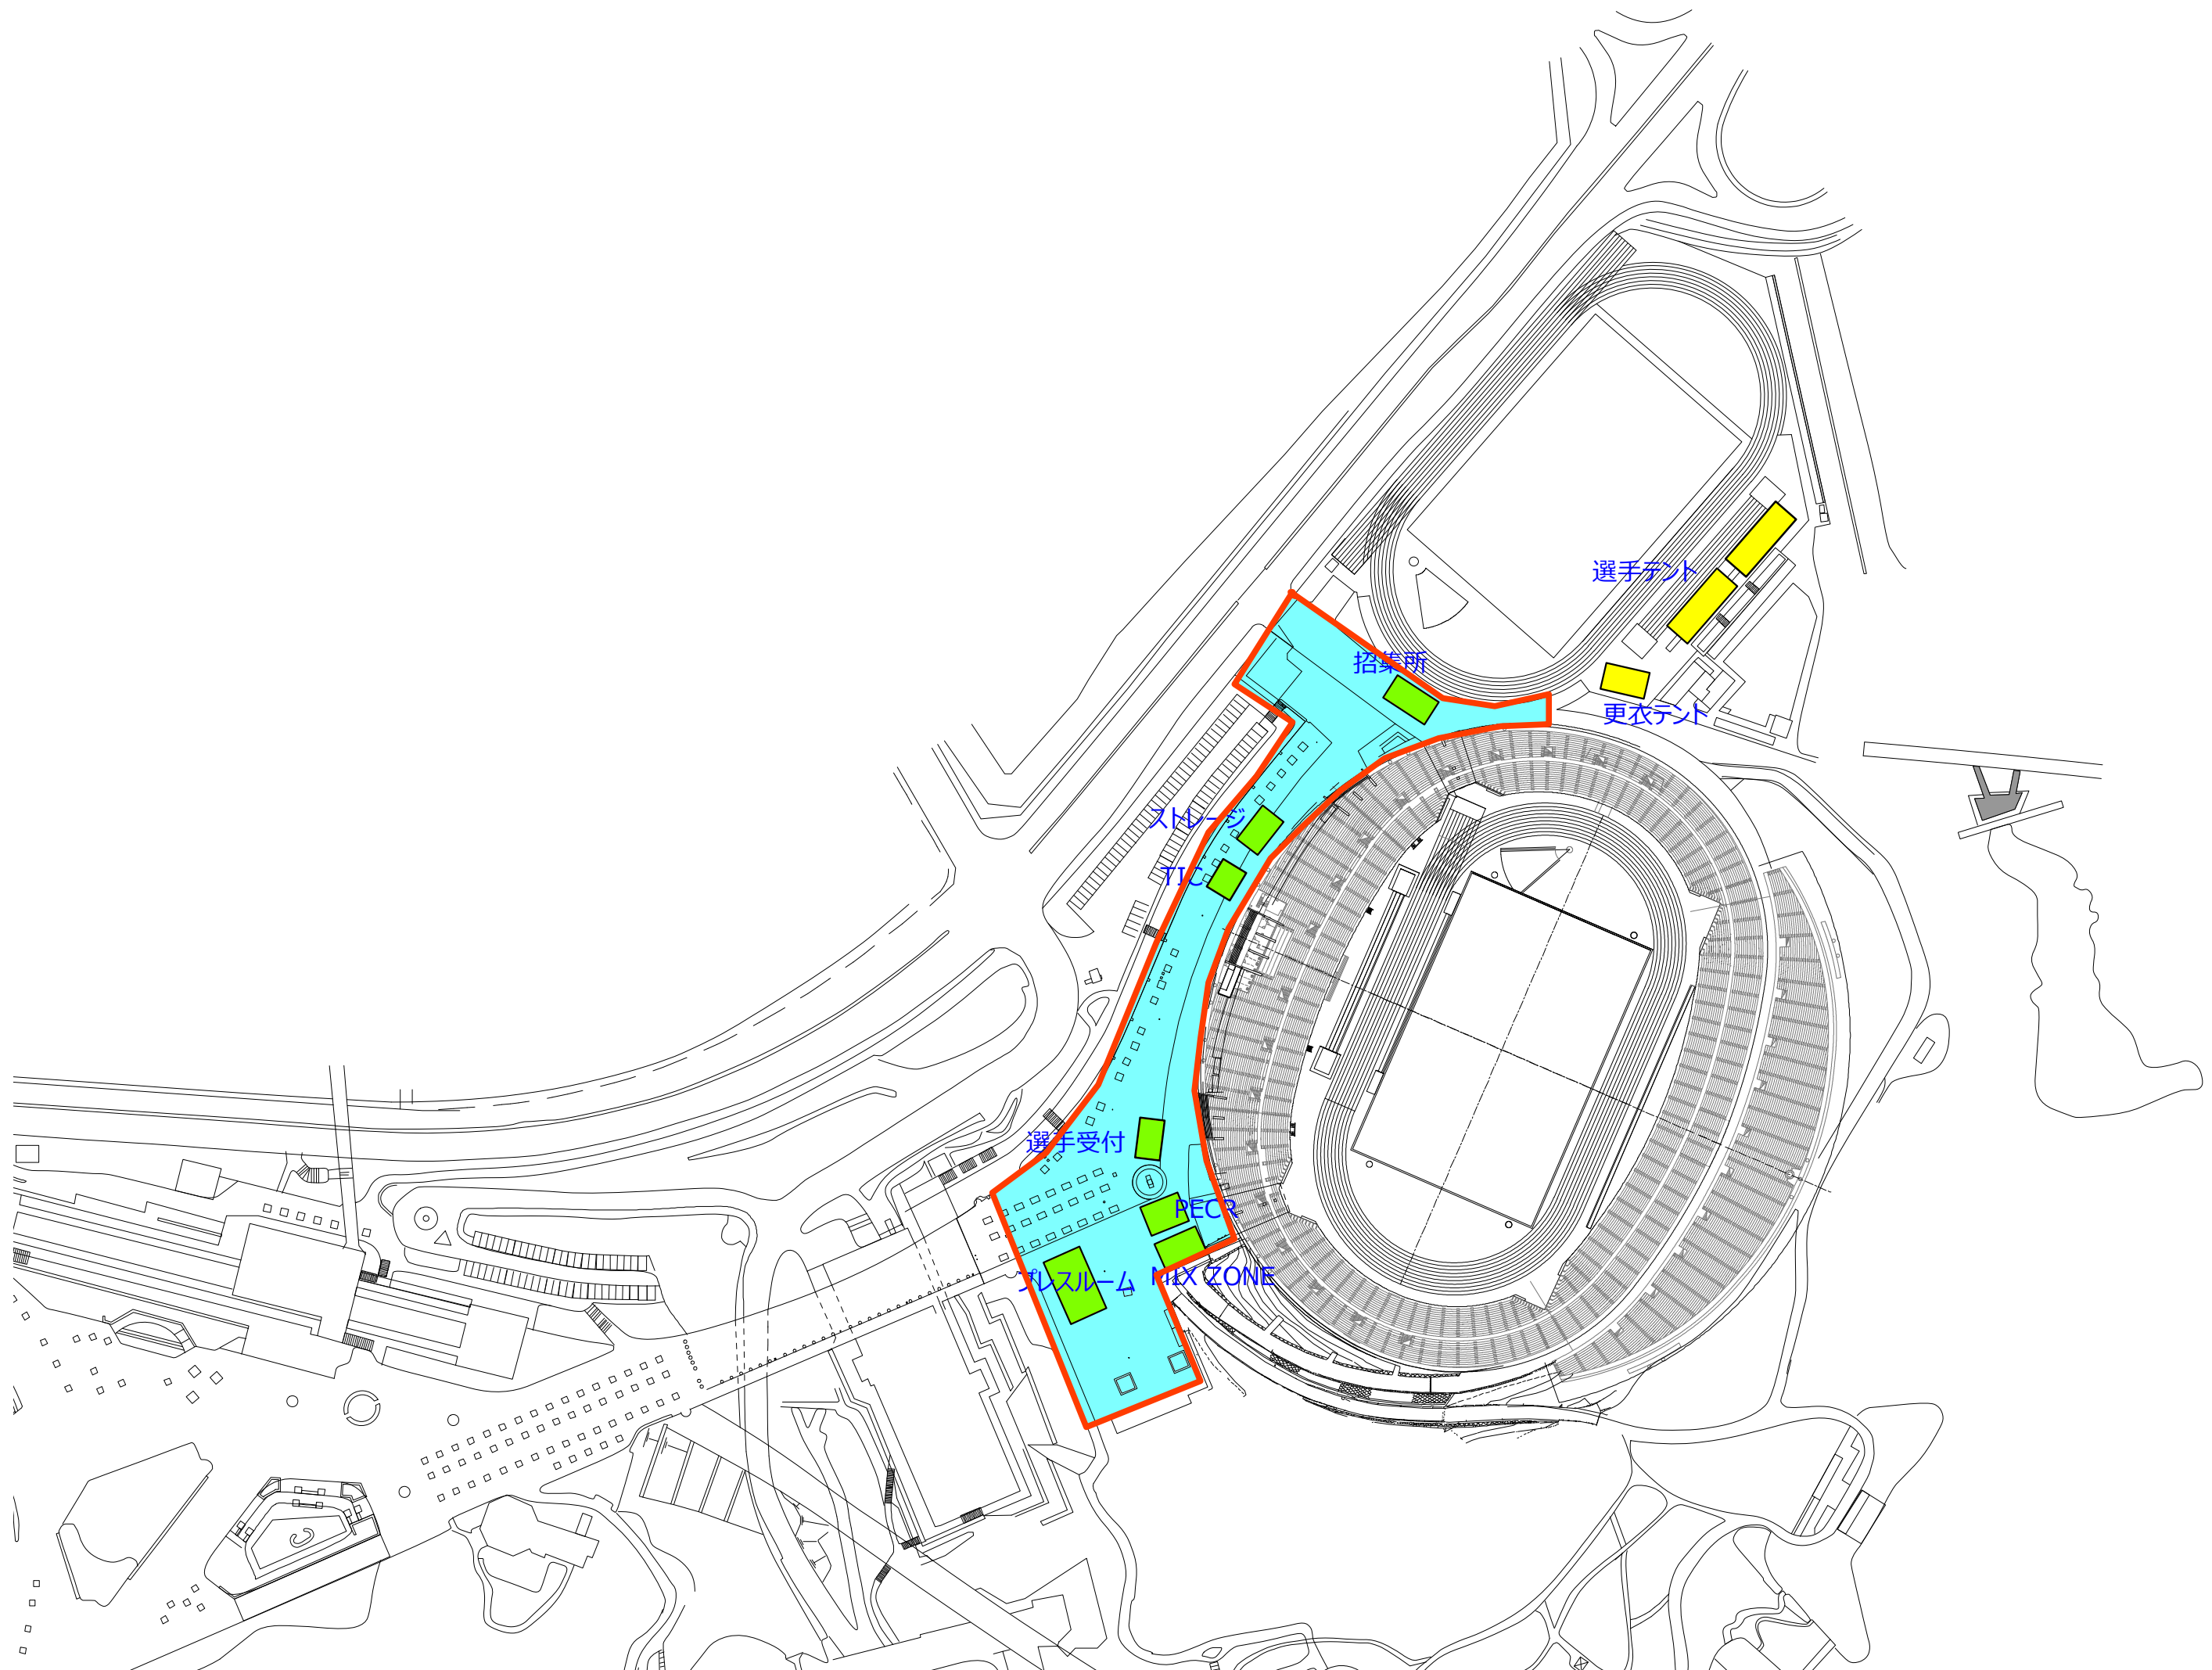 選手テント
招集所
更衣テント
ストレージ
TIC
選手受付
PECR
MIX ZONE
プレスルーム